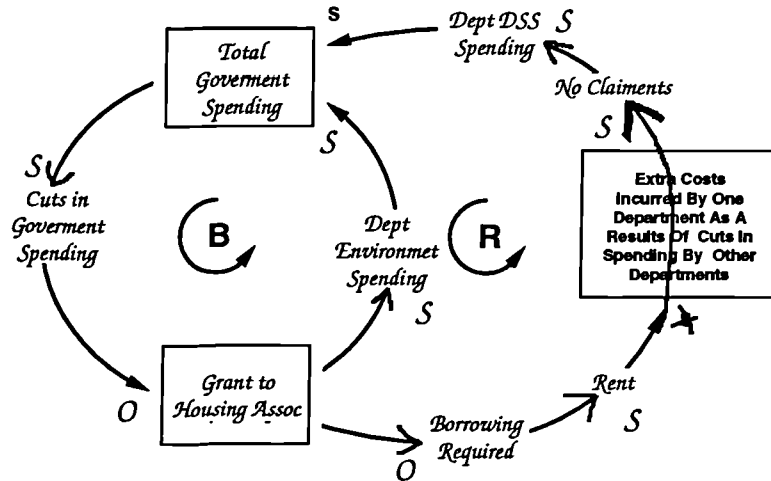 s
Dept DSS
Spending
S
Total
Goverment
Spending
No Claiments
S
S
S
Cuts in
Goverment
Spending
B
Dept
Environmet
Spending
R
Extra Costs
Incurred By One
Department As A
Results Of Cuts In
Spending By Other
Departments
S
O
Grant to
Housing Assoc
Rent
S
Borrowing
Required
O